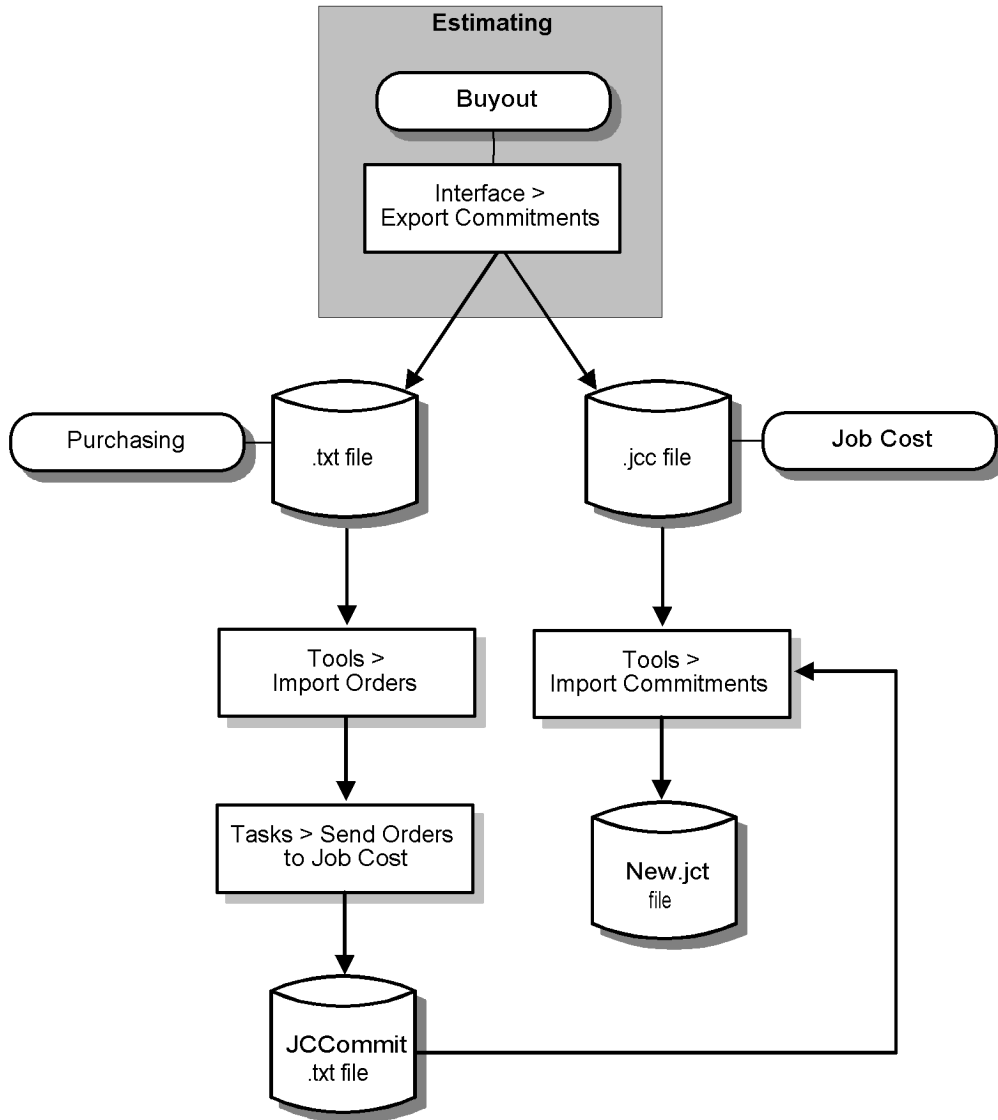 Estimating
Buyout
Interface >
Export Commitments
Purchasing
.txt file
.jcc file
Job Cost
Tools >
Import Orders
Tools >
Import Commitments
Tasks > Send Orders
to Job Cost
New.jct
file
JCCommit
.txt file